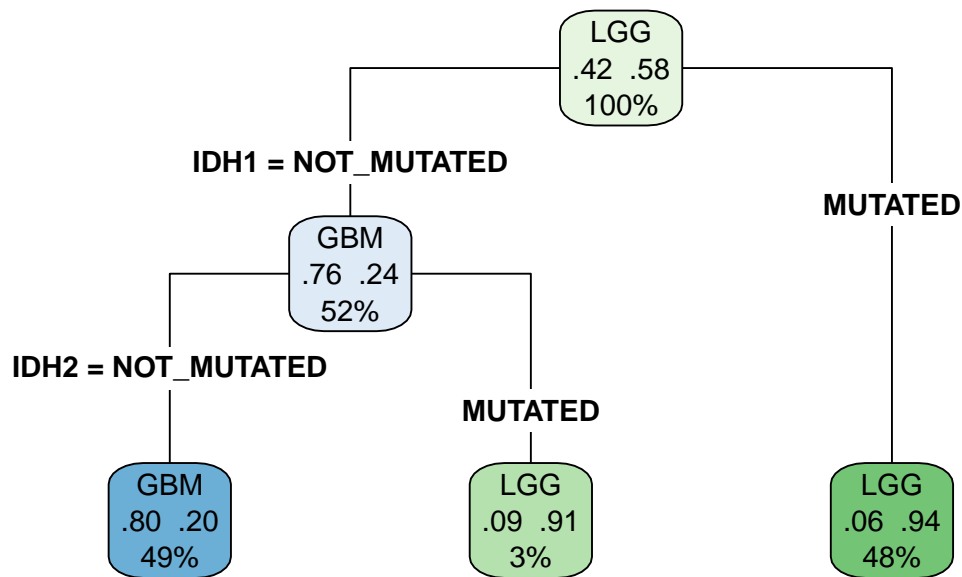 LGG
.42 .58
100%
IDH1 = NOT_MUTATED
MUTATED
GBM
.76 .24
52%
IDH2 = NOT_MUTATED
MUTATED
GBM
.80 .20
49%
LGG
.09 .91
3%
LGG
.06 .94
48%